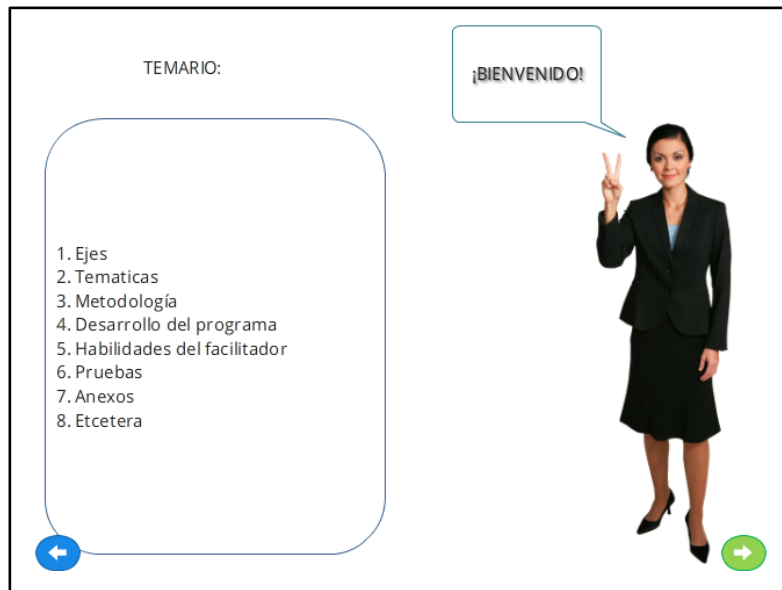 TEMARIO:
¡BIENVENIDO!
1. Ejes
2. Tematicas
3. Metodología
4. Desarrollo del programa
5. Habilidades del facilitador
6. Pruebas
7. Anexos
8. Etcetera